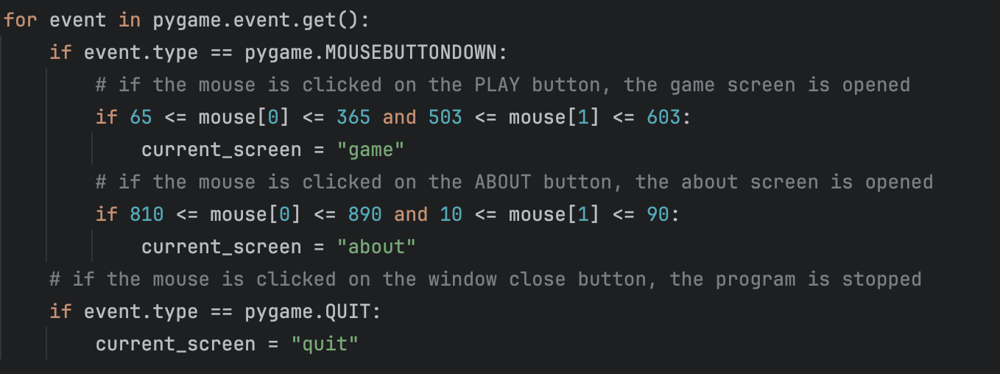 for event in pygame.event.get():
    if event.type == pygame.MOUSEBUTTONDOWN:
        # if the mouse is clicked on the PLAY button, the game screen is opened
        if 65 <= mouse[0] <= 365 and 503 <= mouse[1] <= 603:
            current_screen = "game"
        # if the mouse is clicked on the ABOUT button, the about screen is opened
        if 810 <= mouse[0] <= 890 and 10 <= mouse[1] <= 90:
            current_screen = "about"
    # if the mouse is clicked on the window close button, the program is stopped
    if event.type == pygame.QUIT:
        current_screen = "quit"